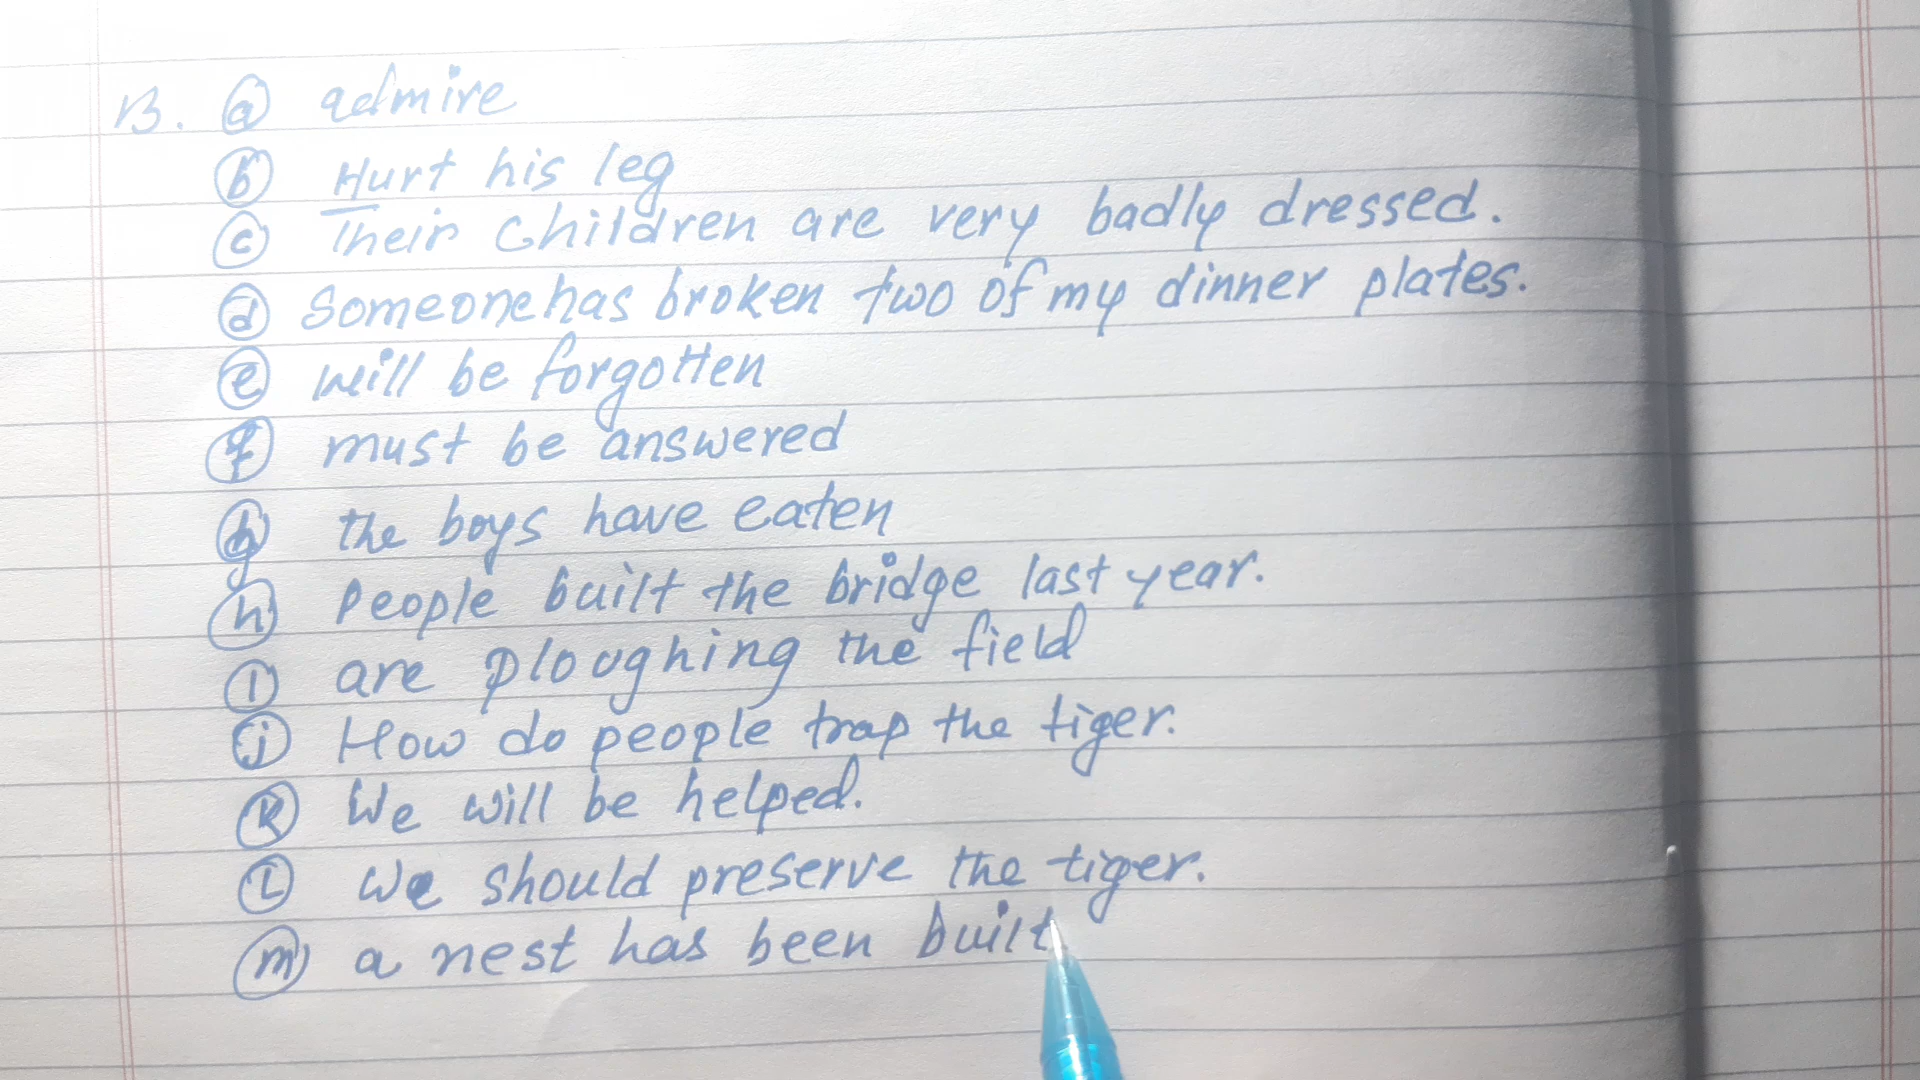 B. (a) admire
(b) Hurt his leg
(c) Their children are very badly dressed.
(d) Someone has broken two of my dinner plates.
(e) will be forgotten
(f) must be answered
(g) the boys have eaten
(h) People built the bridge last year.
(i) are ploughing the field
(j) How do people trap the tiger.
(k) We will be helped.
(L) We should preserve the tiger.
(m) a nest has been built